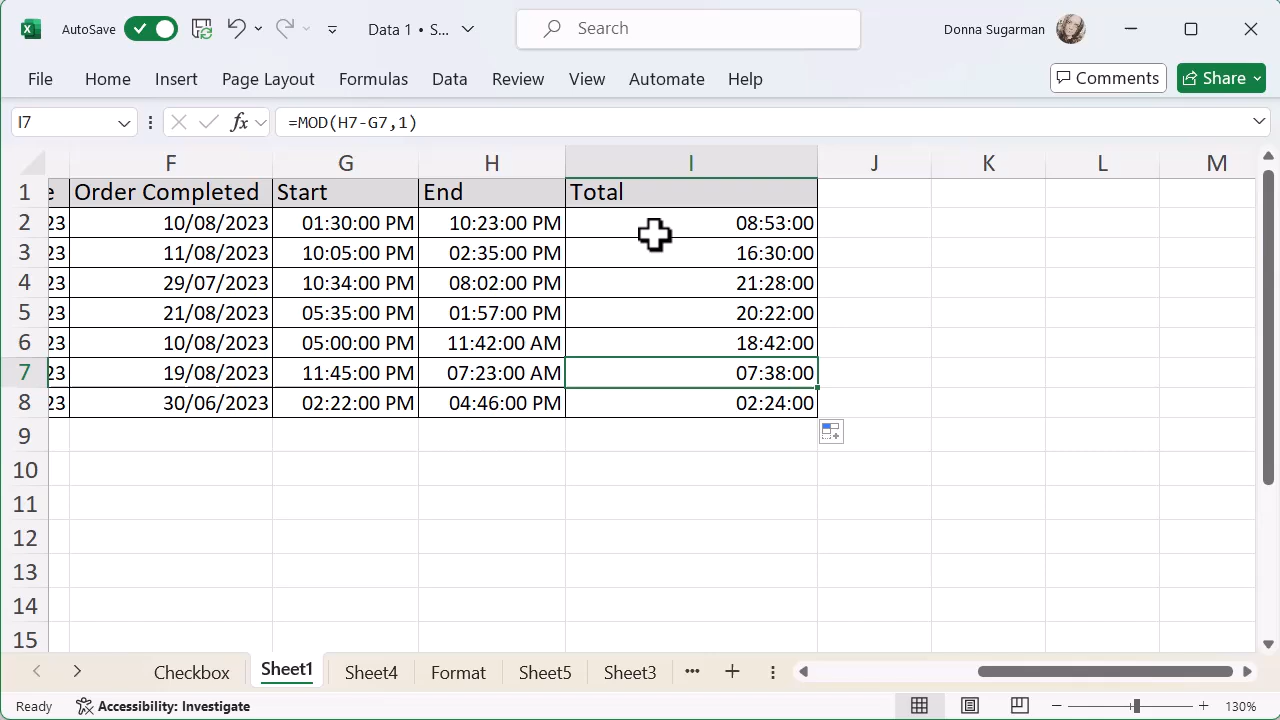 AutoSave Data 1 • S... Search Donna Sugarman
File Home Insert Page Layout Formulas Data Review View Automate Help Comments Share
I7 fx =MOD(H7-G7,1)
F G H I J K L M
1 e Order Completed Start End Total
2 23 10/08/2023 01:30:00 PM 10:23:00 PM 08:53:00
3 23 11/08/2023 10:05:00 PM 02:35:00 PM 16:30:00
4 23 29/07/2023 10:34:00 PM 08:02:00 PM 21:28:00
5 23 21/08/2023 05:35:00 PM 01:57:00 PM 20:22:00
6 23 10/08/2023 05:00:00 PM 11:42:00 AM 18:42:00
7 23 19/08/2023 11:45:00 PM 07:23:00 AM 07:38:00
8 23 30/06/2023 02:22:00 PM 04:46:00 PM 02:24:00
9
10
11
12
13
14
15
Checkbox Sheet1 Sheet4 Format Sheet5 Sheet3 ...
Ready Accessibility: Investigate 130%